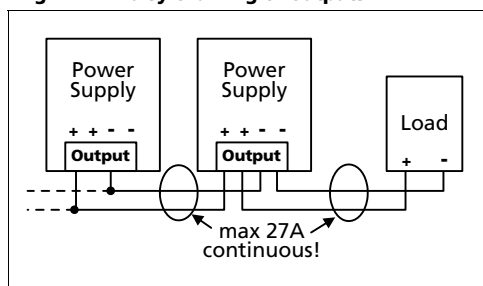 Power
Supply
+ + - -
Output
Power
Supply
+ + - -
Output
Load
+ -
max 27A
continuous!